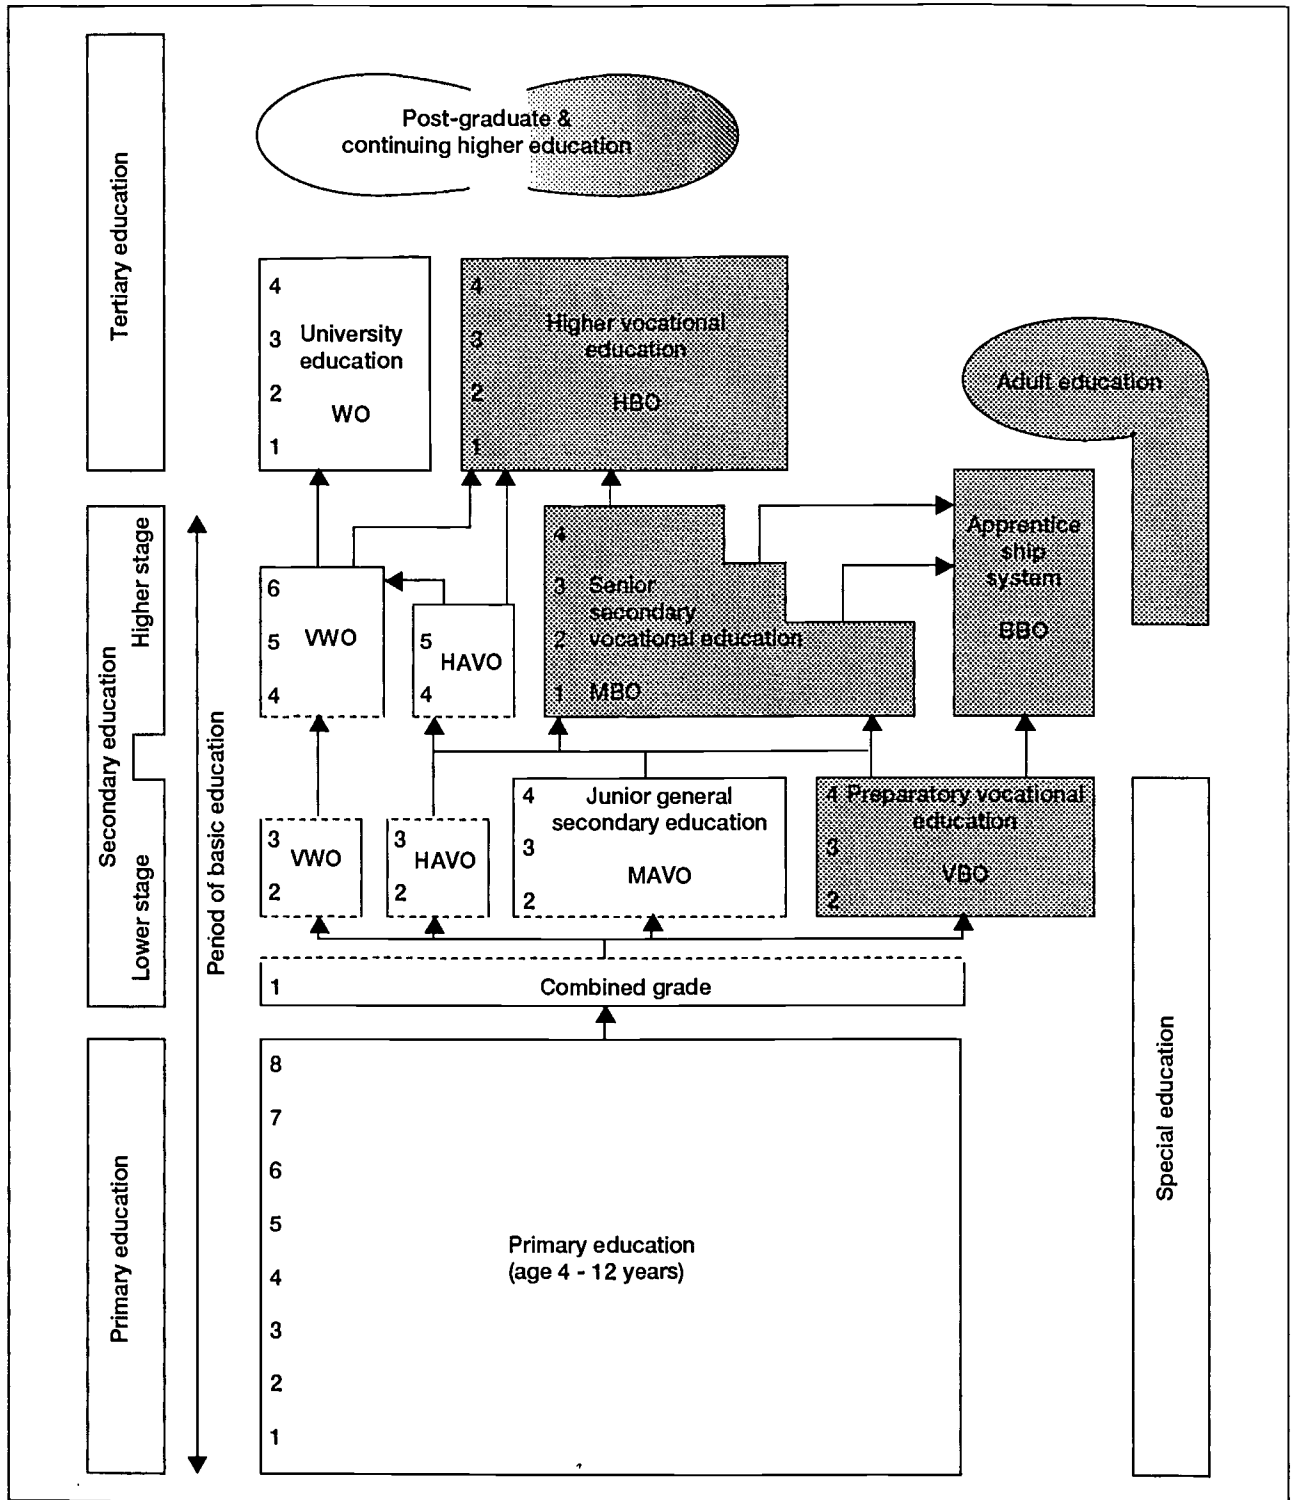 Post-graduate &
continuing higher education
Tertiary education
4
3
2
1
University
education
WO
4
3
2
1
Higher vocational
education
HBO
Adult education
Secondary education
Higher stage
Lower stage
Period of basic education
6
5
4
VWO
5
4
HAVO
4
3
2
1
Senior
secondary
vocational education
MBO
Apprentice
ship
system
BBO
3
2
VWO
3
2
HAVO
4
3
2
Junior general
secondary education
MAVO
4
3
2
Preparatory vocational
education
VBO
1
Combined grade
Primary education
8
7
6
5
4
3
2
1
Primary education
(age 4 - 12 years)
Special education